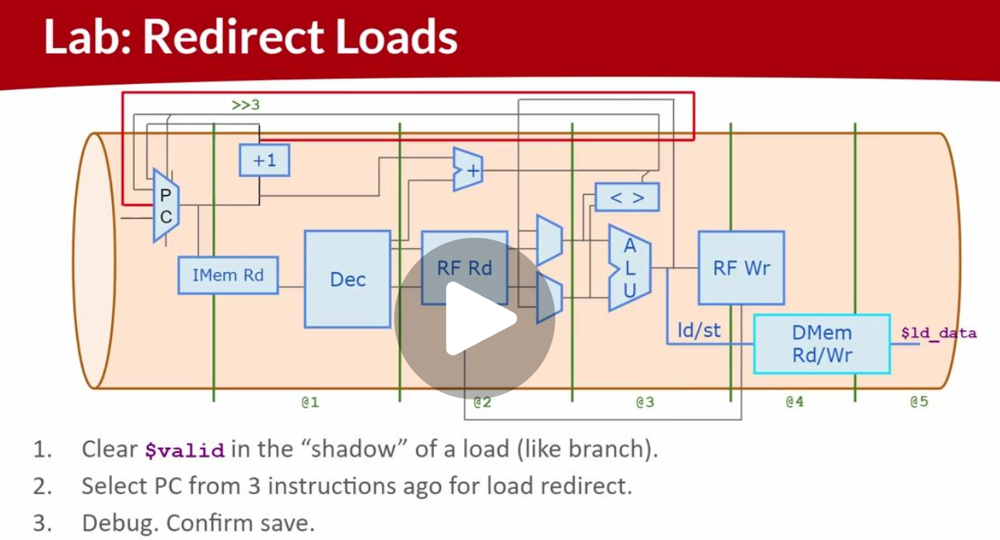 Lab: Redirect Loads
>>3
+1
+
P
C
< >
A
L
U
IMem Rd
Dec
RF Rd
RF Wr
ld/st
DMem
Rd/Wr
$ld_data
@1
@2
@3
@4
@5
1. Clear $valid in the “shadow” of a load (like branch).
2. Select PC from 3 instructions ago for load redirect.
3. Debug. Confirm save.